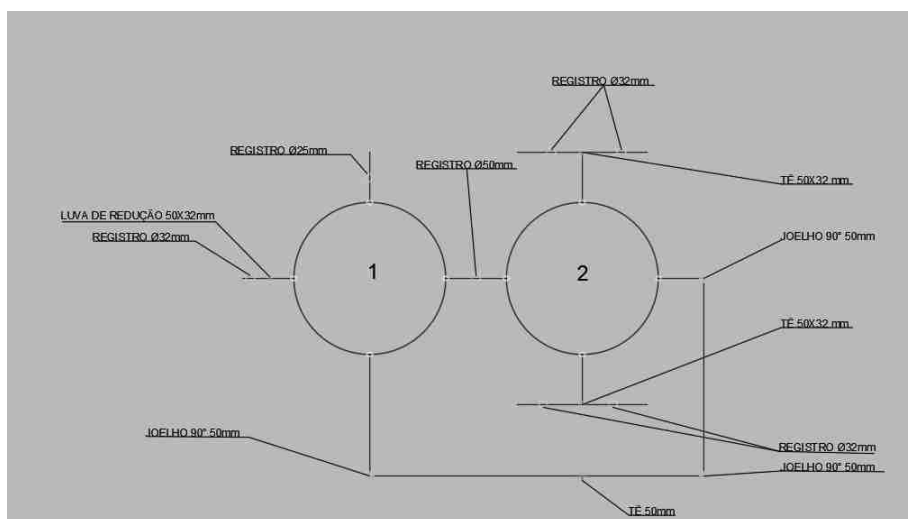 REGISTRO Ø32mm
REGISTRO Ø25mm
REGISTRO Ø50mm
TÊ 50X32 mm
LUVA DE REDUÇÃO 50X32mm
REGISTRO Ø32mm
JOELHO 90° 50mm
1
2
TÊ 50X32 mm
JOELHO 90° 50mm
REGISTRO Ø32mm
JOELHO 90° 50mm
TÊ 50mm